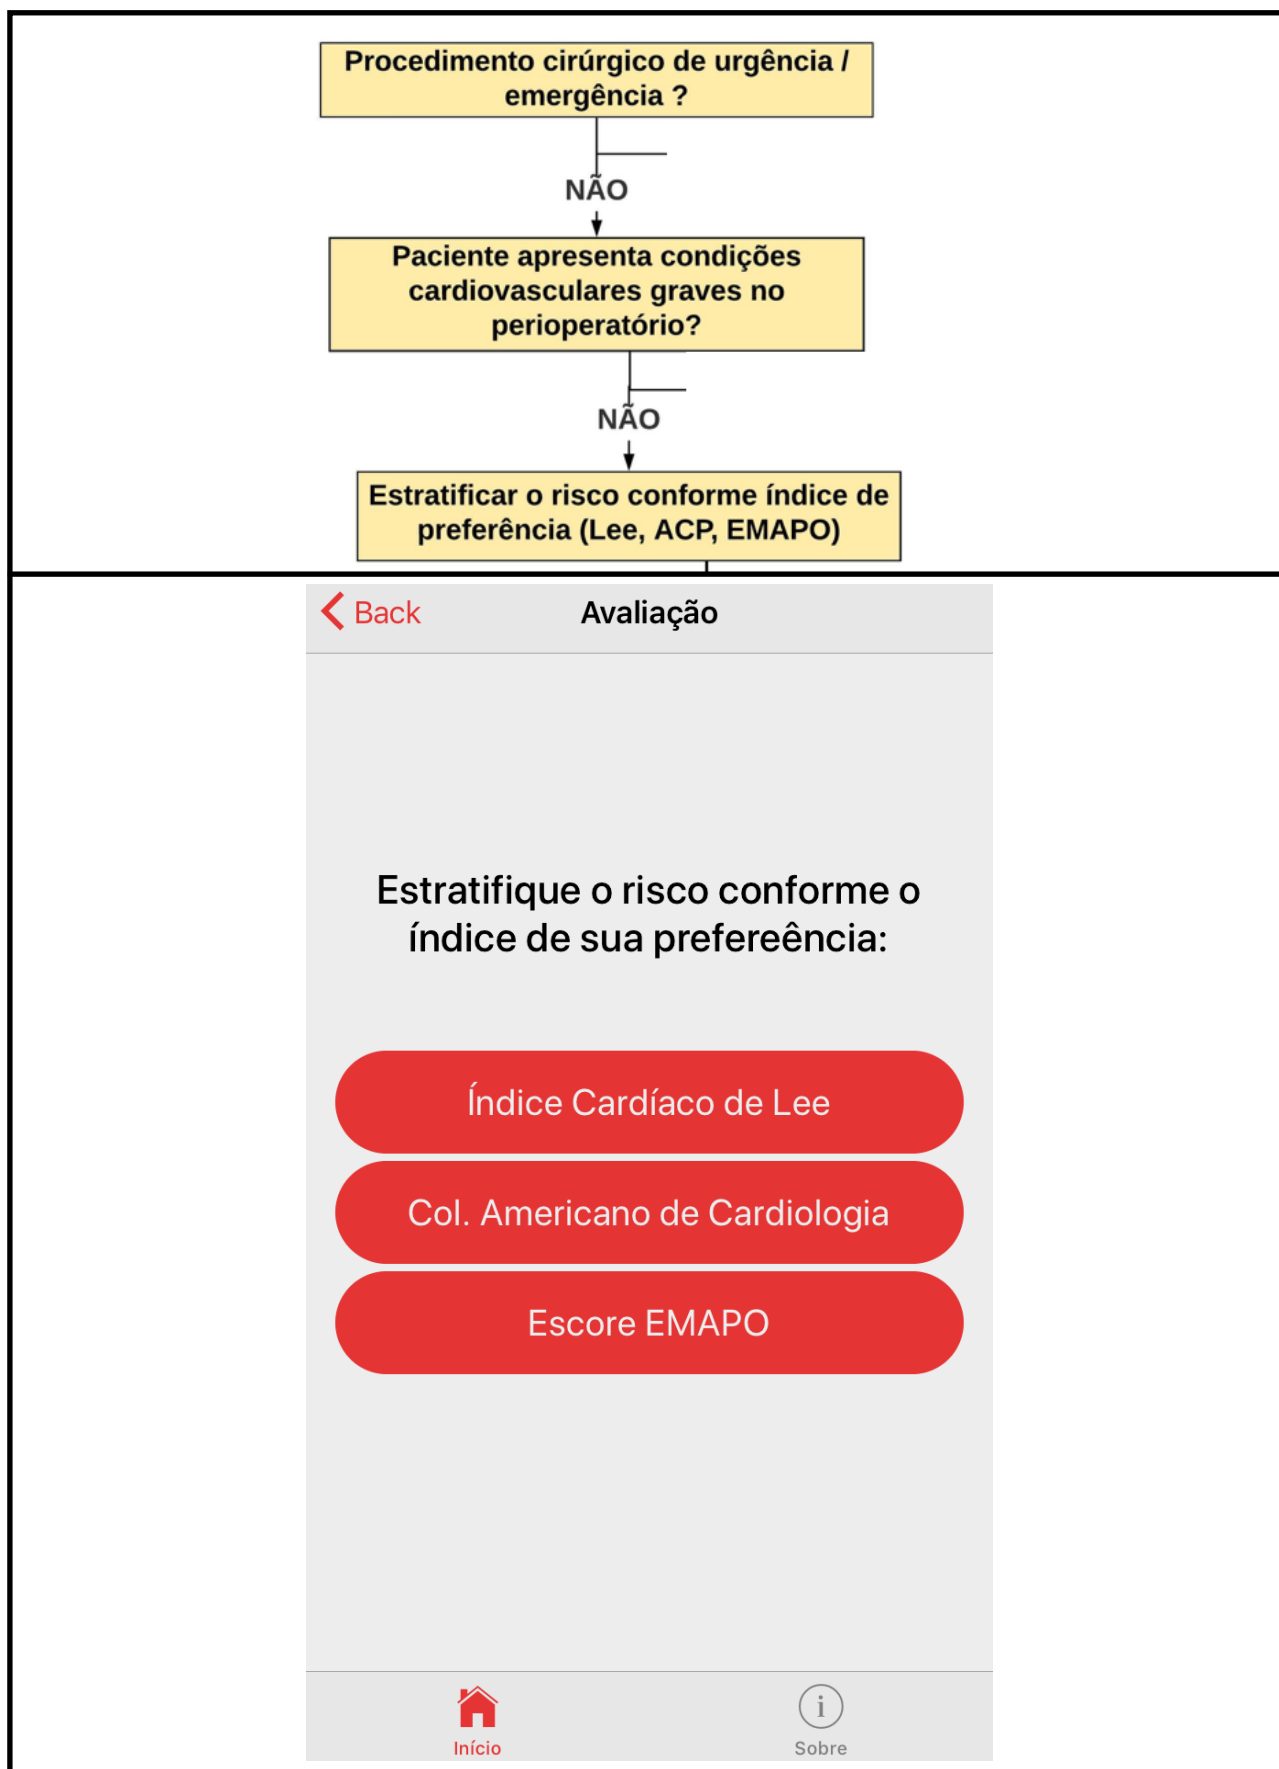 Procedimento cirúrgico de urgência /
emergência ?
NÃO
Paciente apresenta condições
cardiovasculares graves no
perioperatório?
NÃO
Estratificar o risco conforme índice de
preferência (Lee, ACP, EMAPO)
Back
Avaliação
Estratifique o risco conforme o
índice de sua prefereência:
Índice Cardíaco de Lee
Col. Americano de Cardiologia
Escore EMAPO
Início
Sobre